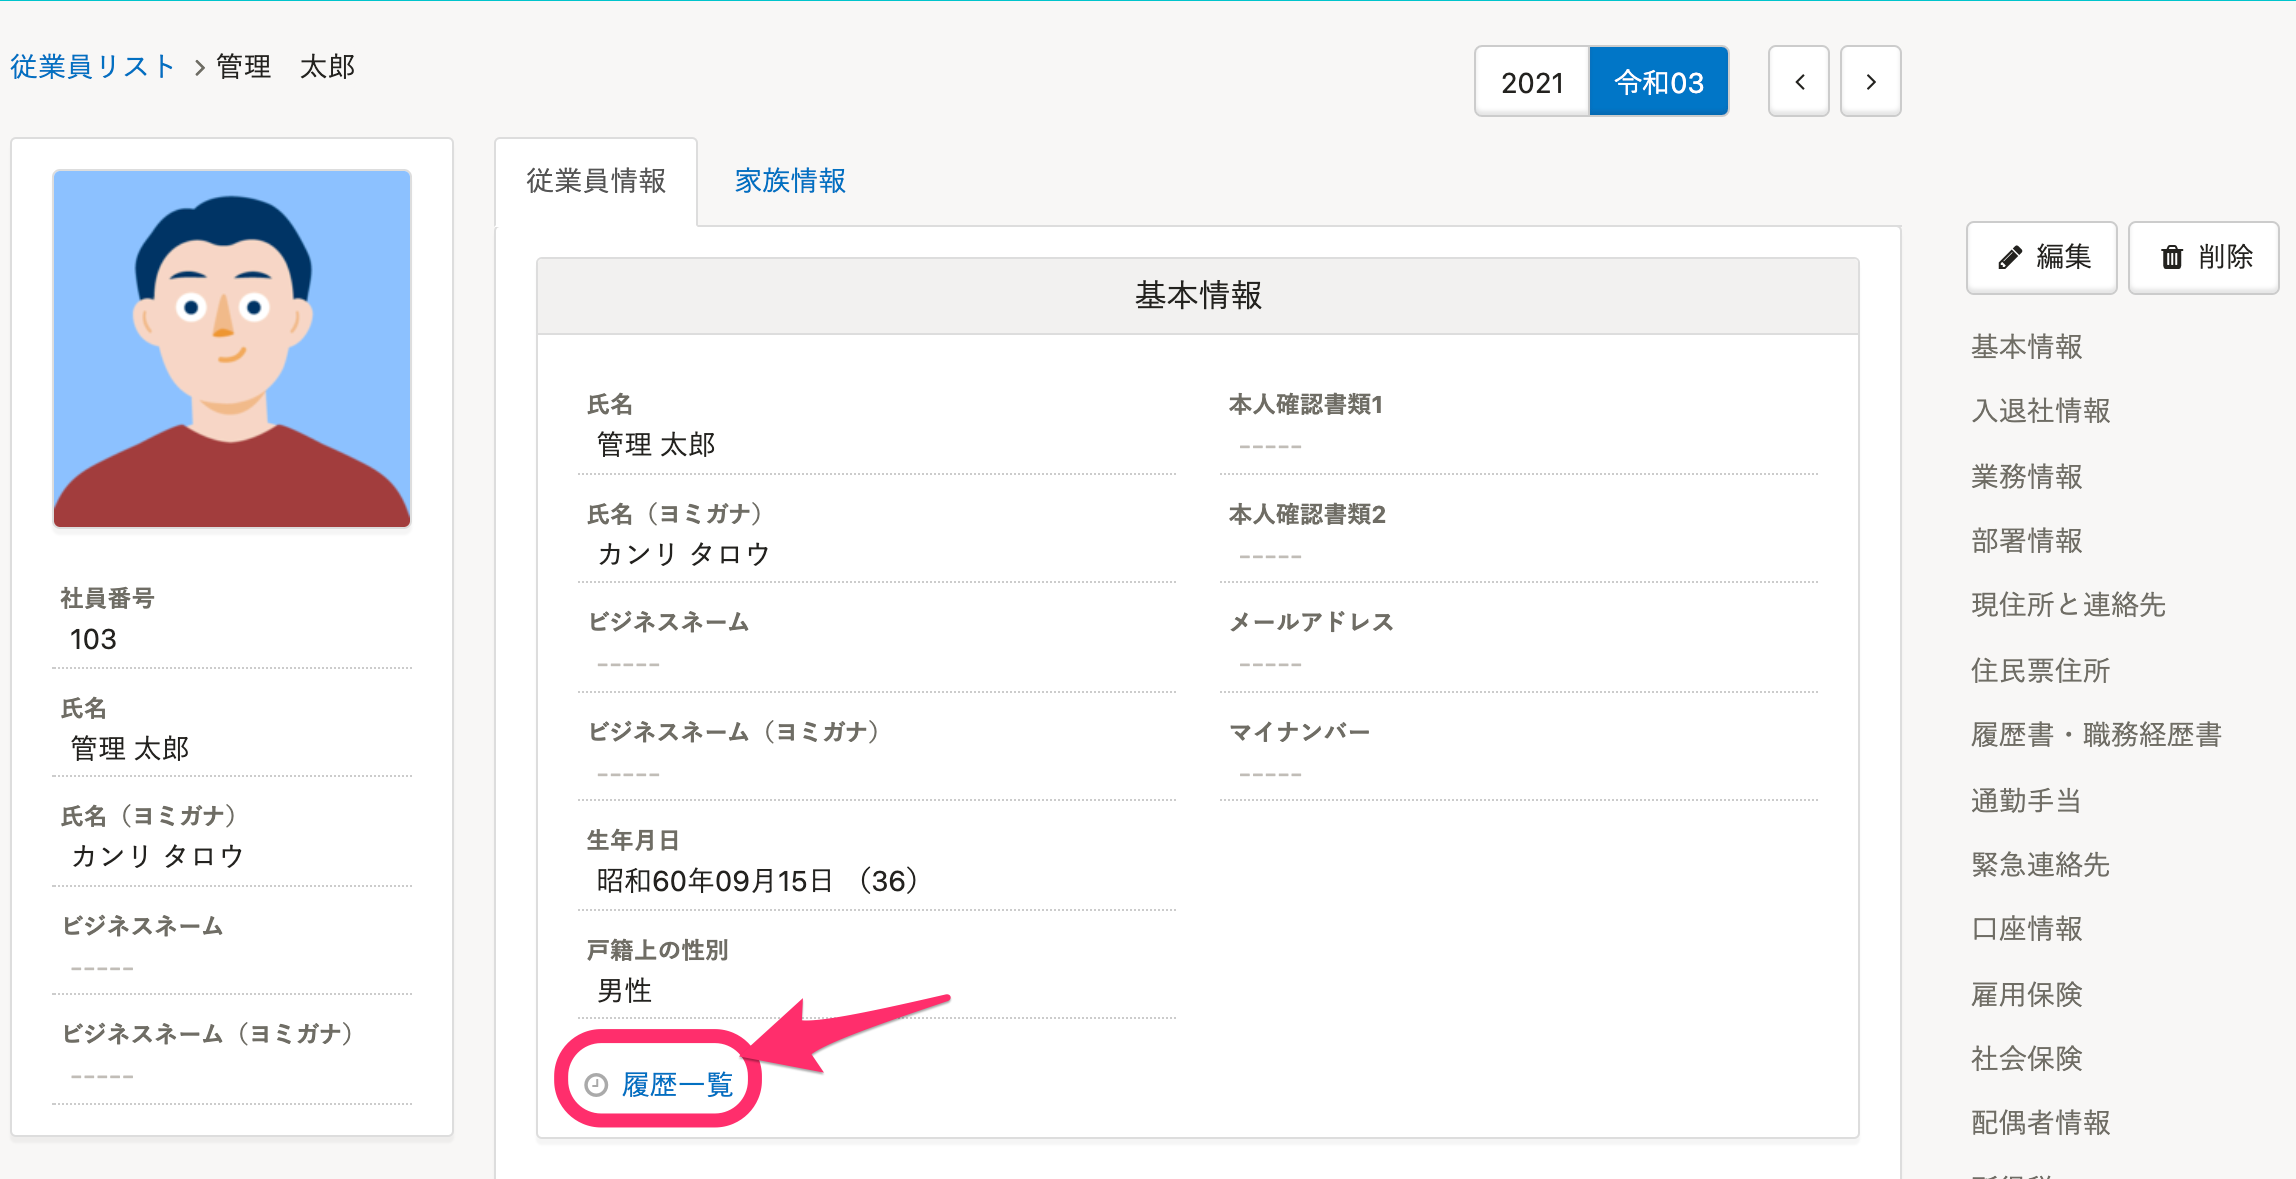 従業員リスト > 管理　太郎
2021 令和03 < >
社員番号
103
氏名
管理 太郎
氏名（ヨミガナ）
カンリ タロウ
ビジネスネーム
-----
ビジネスネーム（ヨミガナ）
-----
従業員情報 家族情報
基本情報
氏名
管理 太郎
氏名（ヨミガナ）
カンリ タロウ
ビジネスネーム
-----
ビジネスネーム（ヨミガナ）
-----
生年月日
昭和60年09月15日 （36）
戸籍上の性別
男性
履歴一覧
本人確認書類1
-----
本人確認書類2
-----
メールアドレス
-----
マイナンバー
-----
編集 削除
基本情報
入退社情報
業務情報
部署情報
現住所と連絡先
住民票住所
履歴書・職務経歴書
通勤手当
緊急連絡先
口座情報
雇用保険
社会保険
配偶者情報